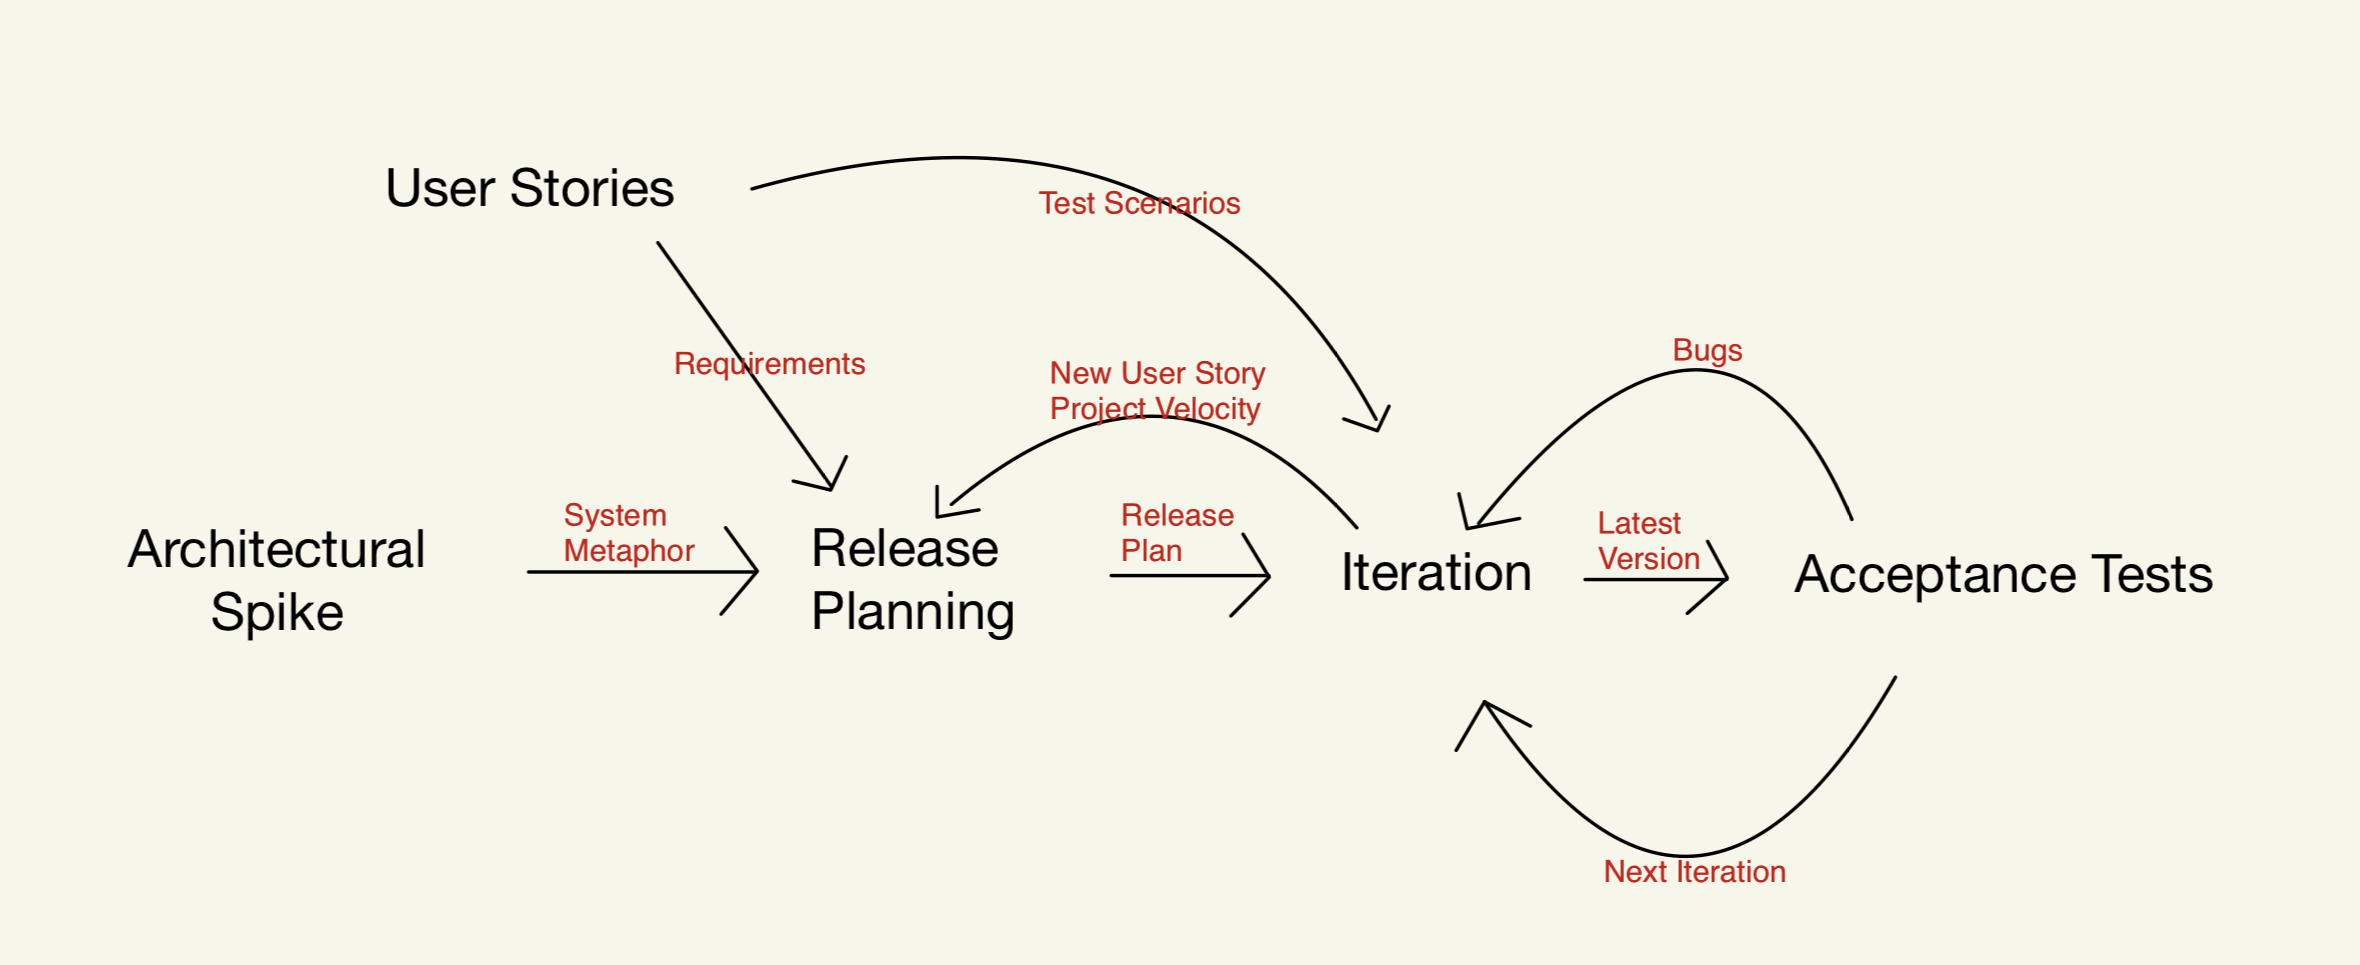 User Stories
Test Scenarios
Requirements
New User Story
Project Velocity
Bugs
Architectural
Spike
System
Metaphor
Release
Planning
Release
Plan
Iteration
Latest
Version
Acceptance Tests
Next Iteration